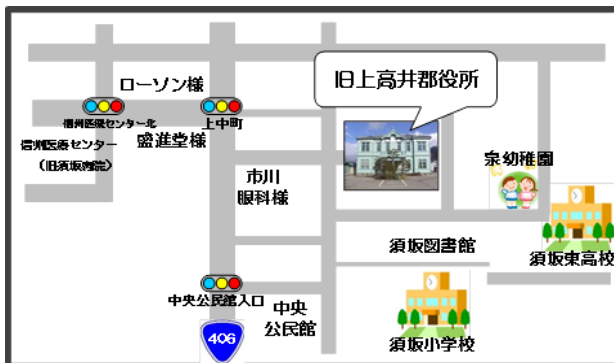 旧上高井郡役所
ローソン様
信州医療センター北
上中町
信州医療センター
（旧須坂病院）
盛進堂様
市川
眼科様
泉幼稚園
須坂図書館
須坂東高校
中央公民館入口
中央
公民館
須坂小学校
406